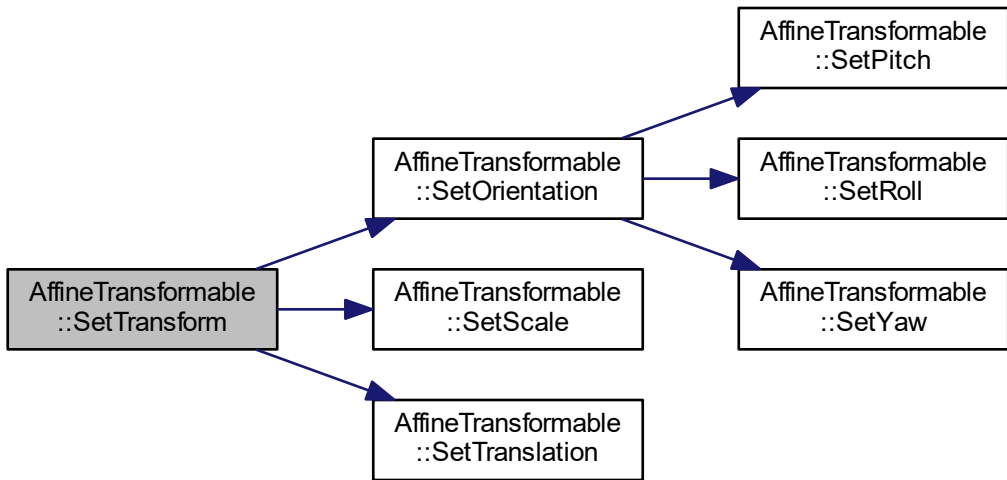 AffineTransformable
::SetPitch
AffineTransformable
::SetOrientation
AffineTransformable
::SetRoll
AffineTransformable
::SetTransform
AffineTransformable
::SetScale
AffineTransformable
::SetYaw
AffineTransformable
::SetTranslation